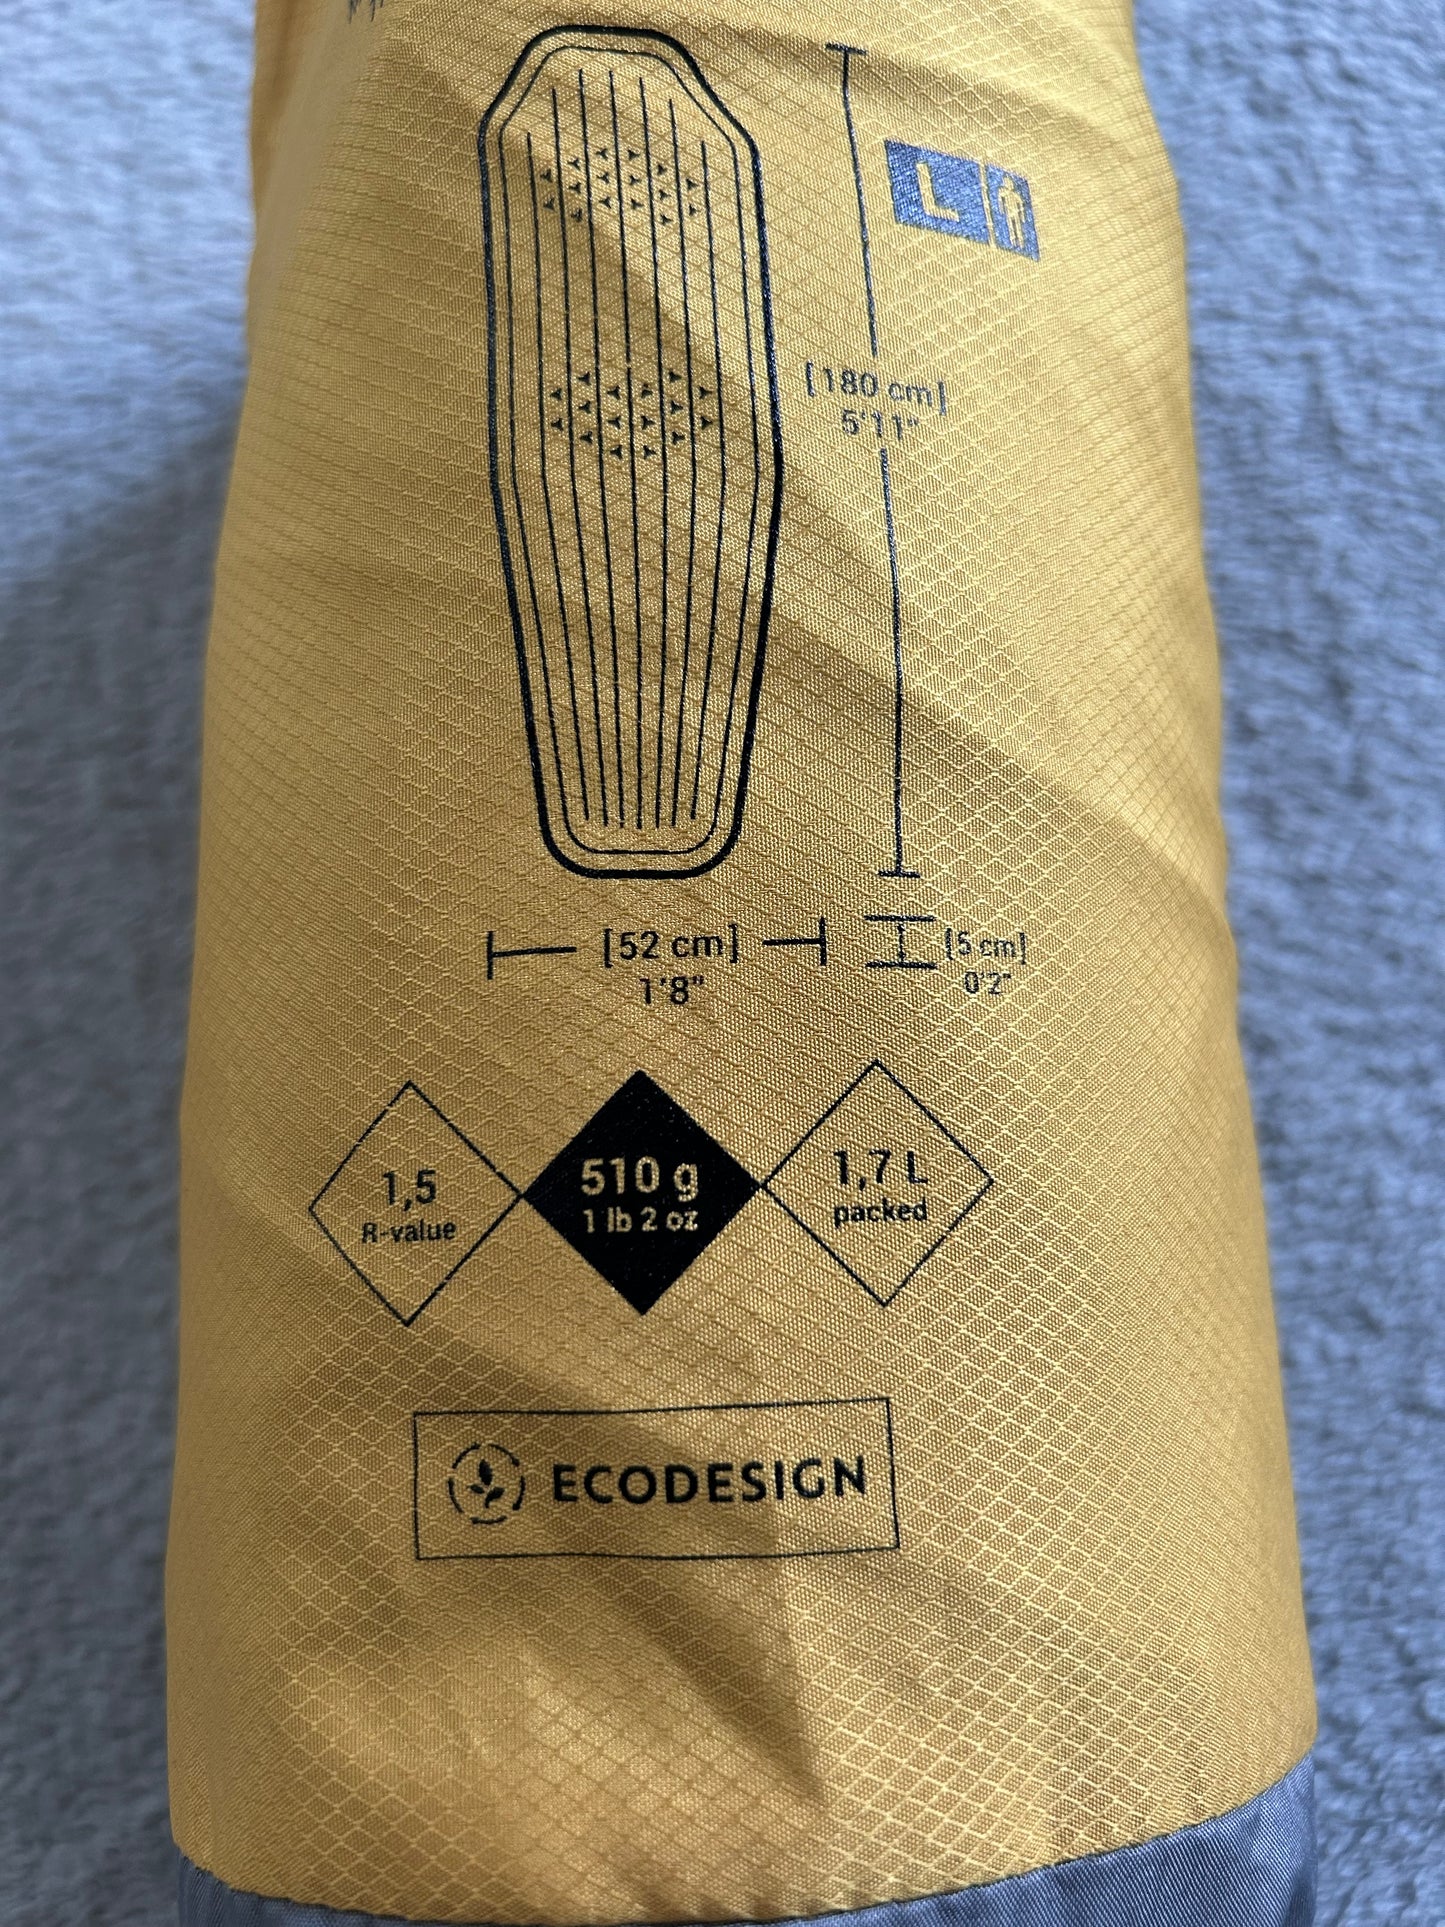 L
[180 cm]
5'11"
[52 cm]
1'8"
[5 cm]
0'2"
1,5
R-value
510 g
1 lb 2 oz
1,7 L
packed
ECODESIGN